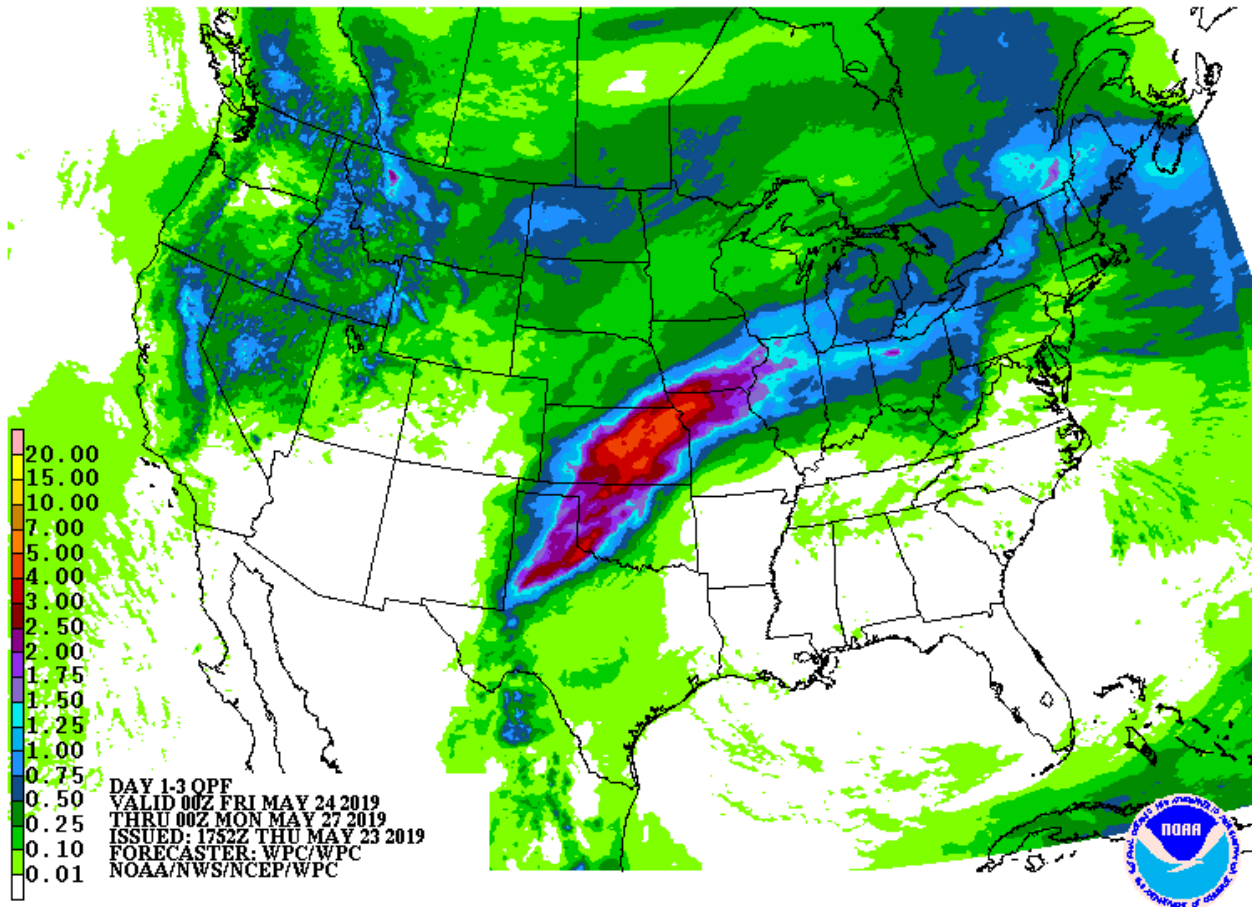 20.00
15.00
10.00
7.00
5.00
4.00
3.00
2.50
2.00
1.75
1.50
1.25
1.00
0.75
0.50
0.25
0.10
0.01
DAY 1-3 QPF
VALID 00Z FRI MAY 24 2019
THRU 00Z MON MAY 27 2019
ISSUED: 1752Z THU MAY 23 2019
FORECASTER: WPC/WPC
NOAA/NWS/NCEP/WPC
NOAA